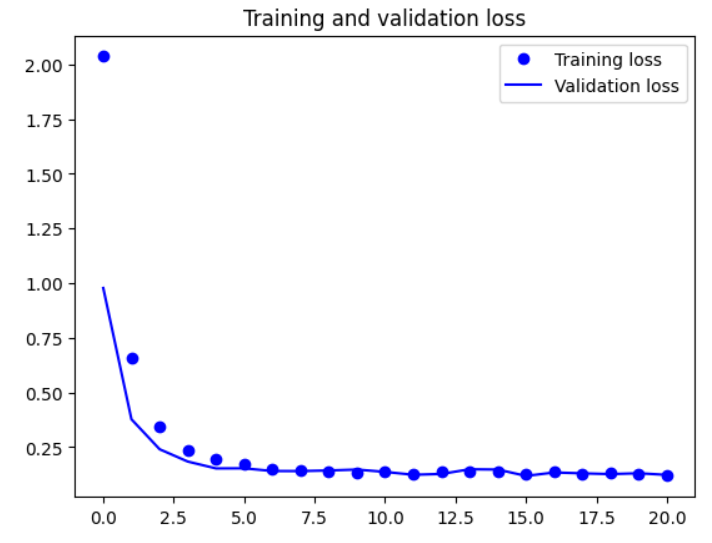 Training and validation loss
Training loss
Validation loss
2.00
1.75
1.50
1.25
1.00
0.75
0.50
0.25
0.0 2.5 5.0 7.5 10.0 12.5 15.0 17.5 20.0